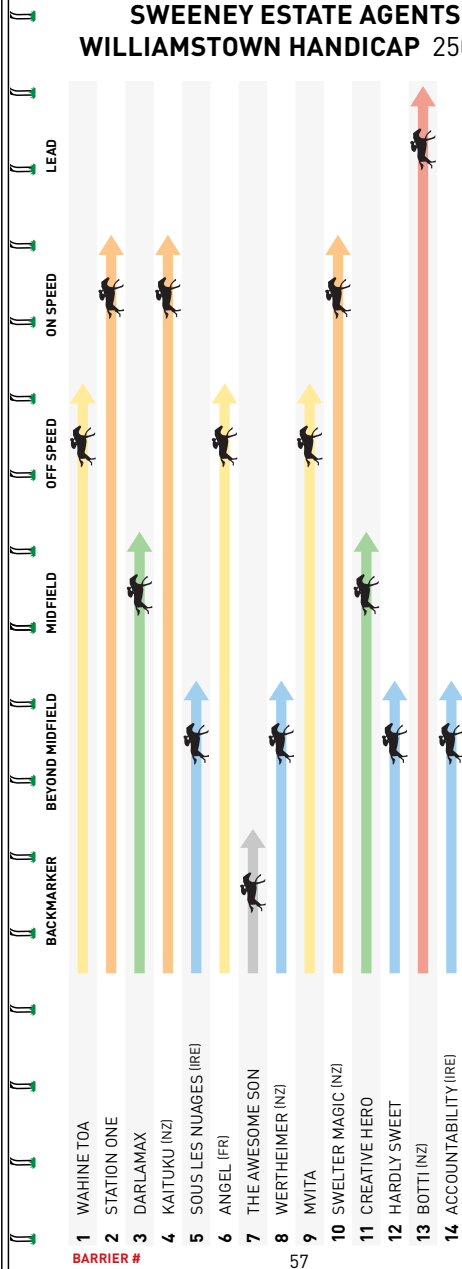 SWEENEY ESTATE AGENTS
WILLIAMSTOWN HANDICAP 250
LEAD
ON SPEED
OFF SPEED
MIDFIELD
BEYOND MIDFIELD
BACKMARKER
1 WAHINE TOA
2 STATION ONE
3 DARLAMAX
4 KAITUKU (NZ)
5 SOUS LES NUAGES (IRE)
6 ANGEL (FR)
7 THE AWESOME SON
8 WERTHEIMER (NZ)
9 MVITA
10 SWELTER MAGIC (NZ)
11 CREATIVE HERO
12 HARDLY SWEET
13 BOTTI (NZ)
14 ACCOUNTABILITY (IRE)
BARRIER #
57